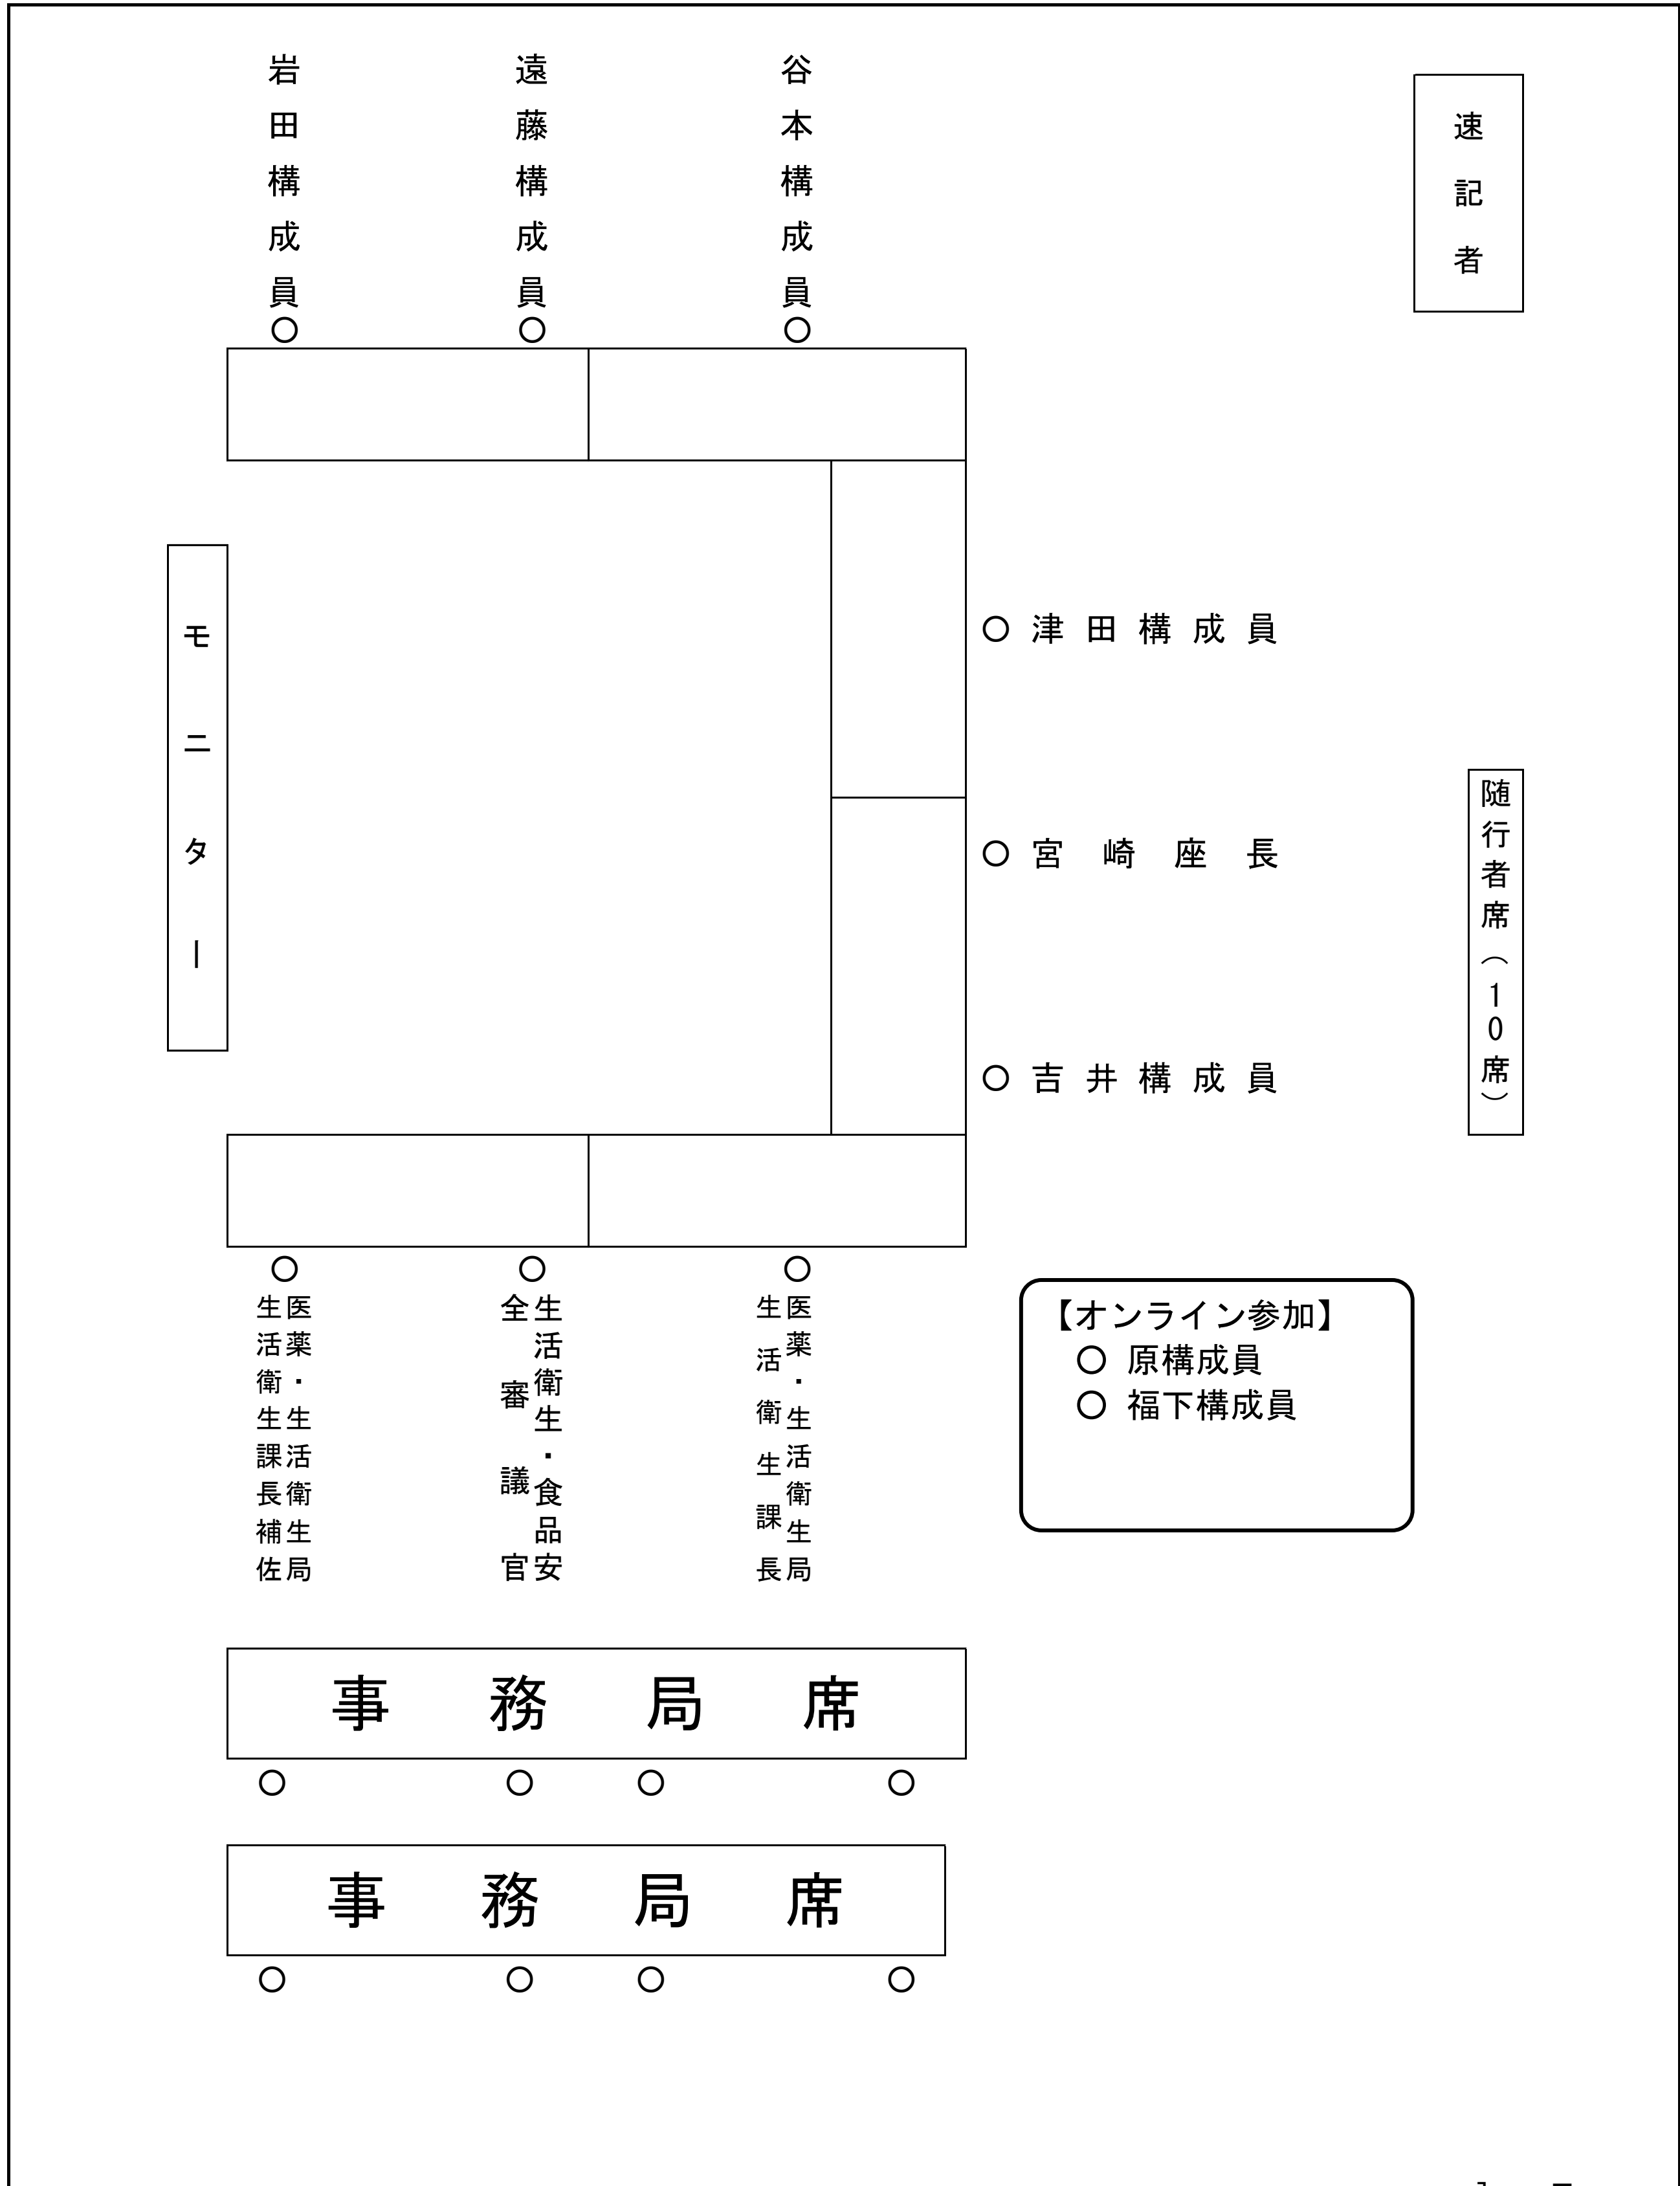 岩田構成員
遠藤構成員
谷本構成員
速記者
モニター
津田構成員
宮崎座長
吉井構成員
随行者席（10席）
医薬・生活衛生局
生活衛生課長補佐
生活衛生・食品安
全審議官
医薬・生活衛生局
生活衛生課長
【オンライン参加】
○ 原構成員
○ 福下構成員
事務局席
事務局席